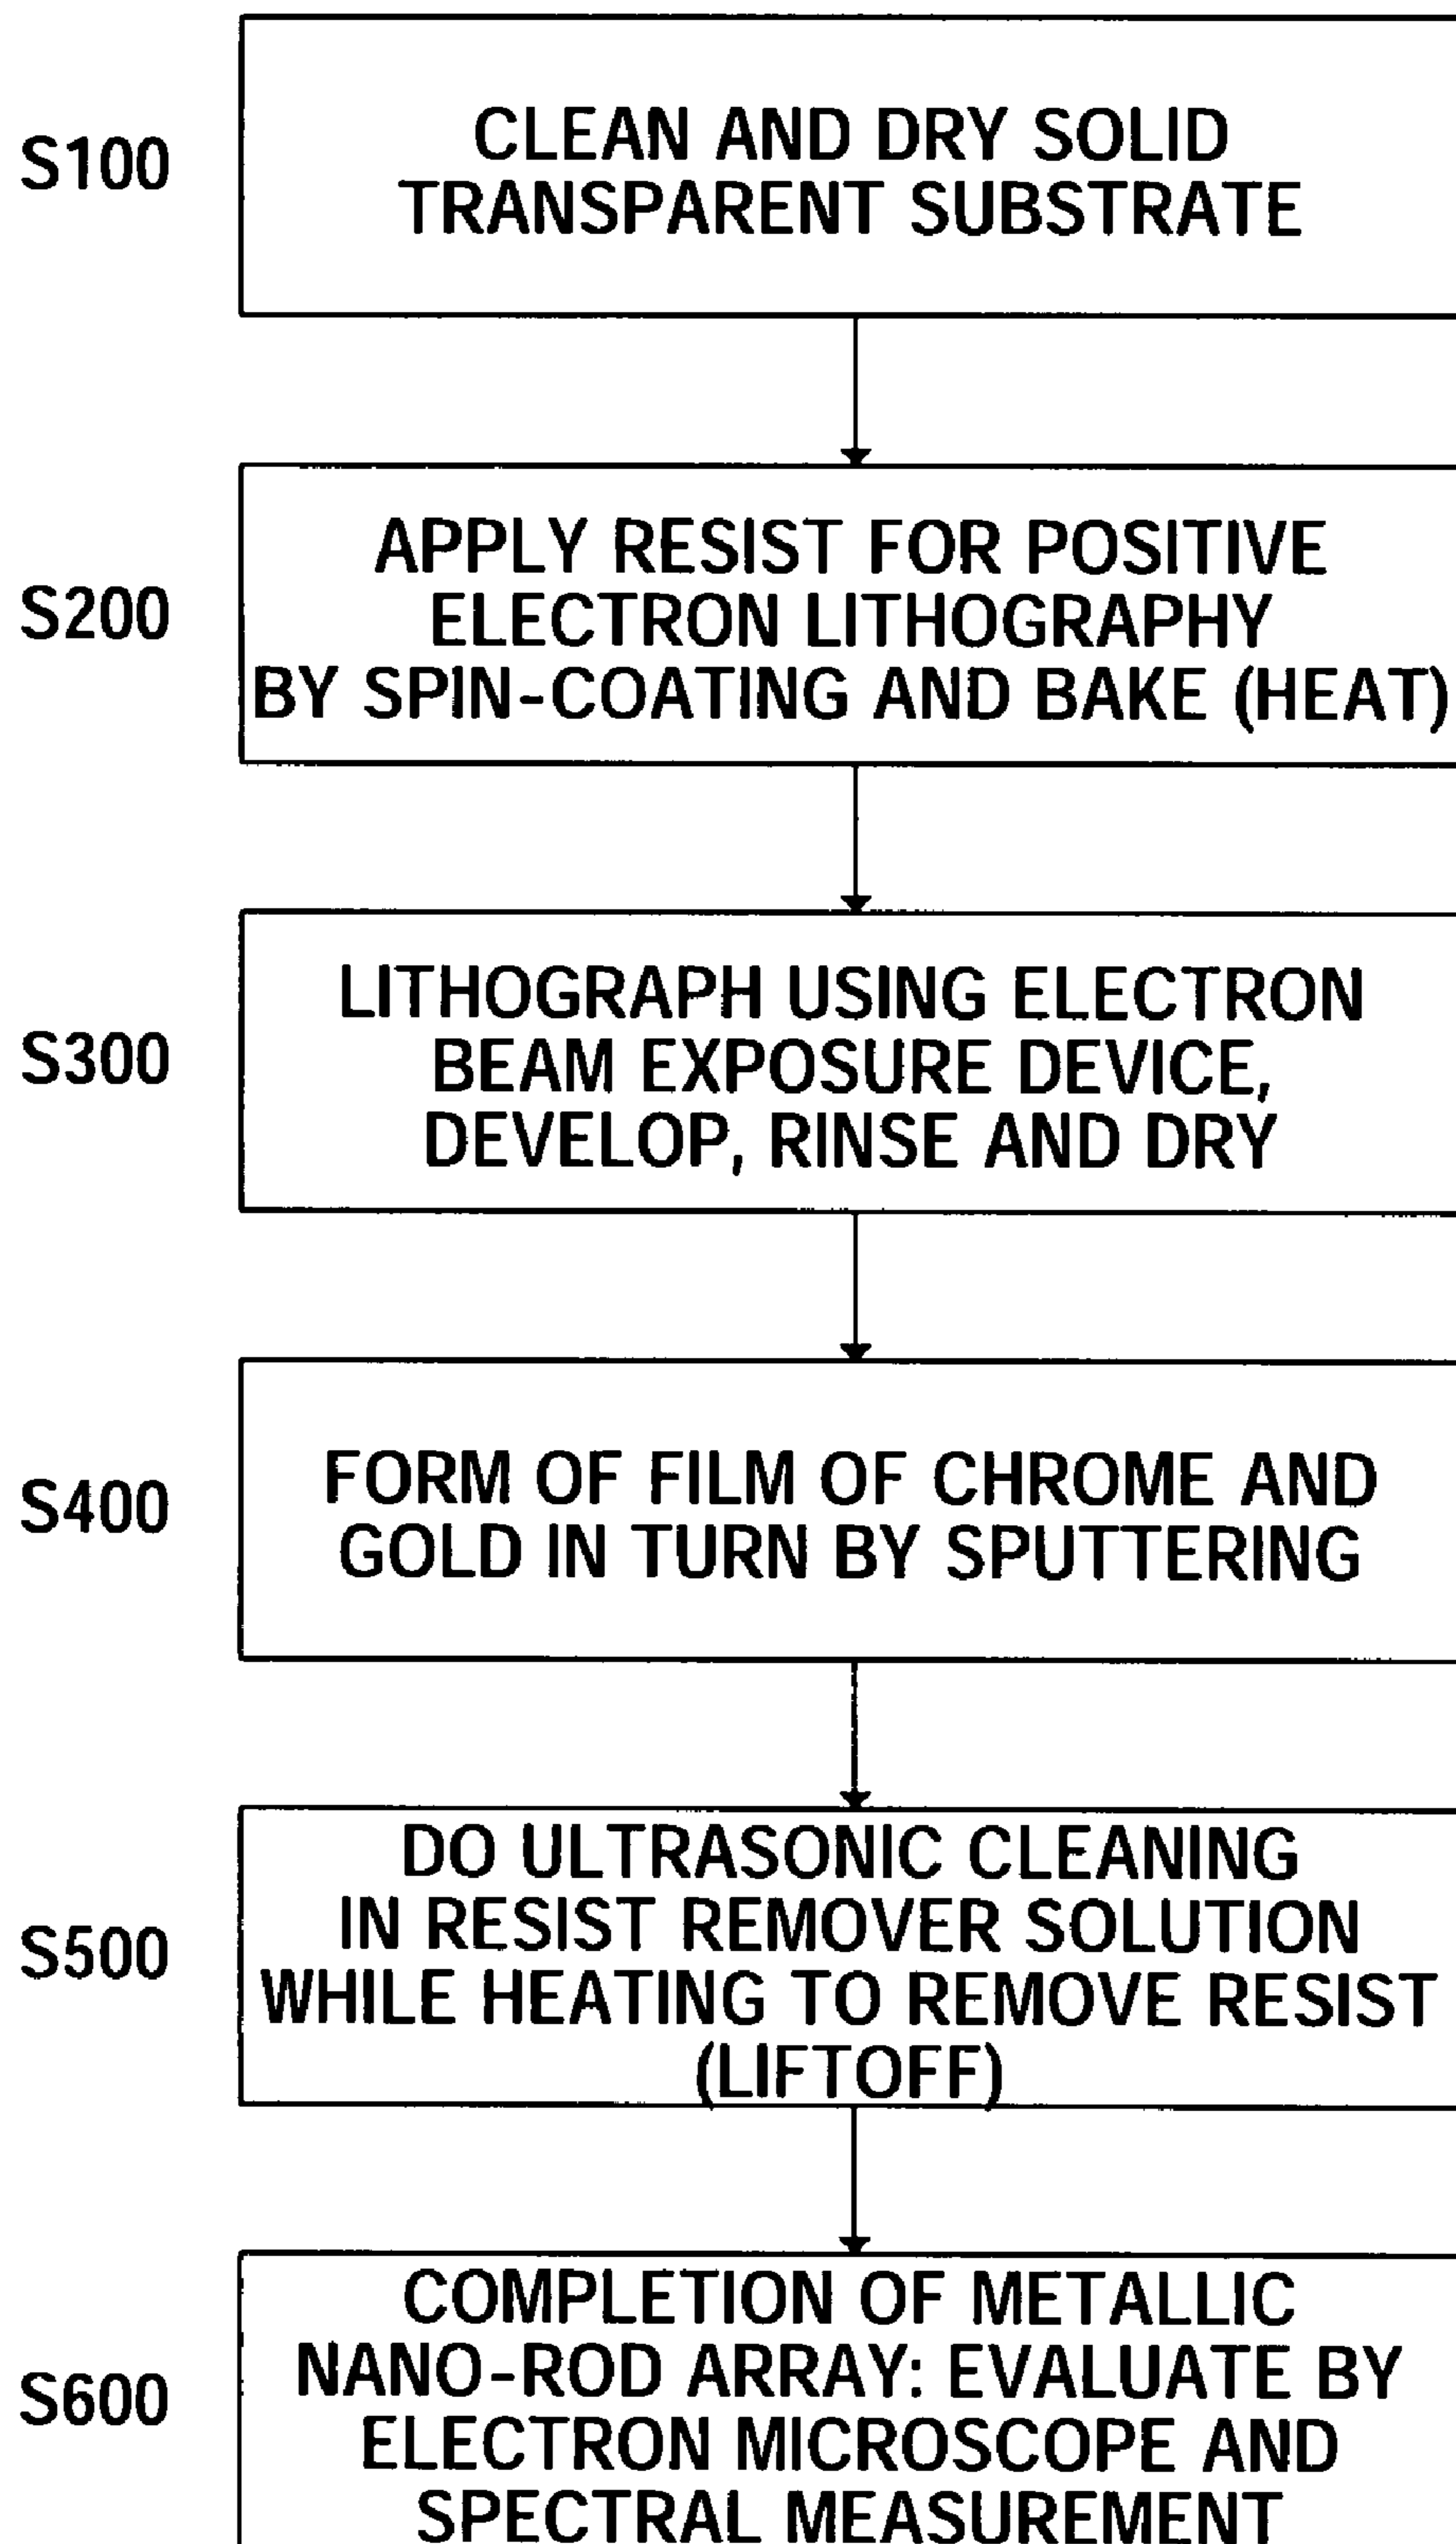 S100
CLEAN AND DRY SOLID
TRANSPARENT SUBSTRATE
S200
APPLY RESIST FOR POSITIVE
ELECTRON LITHOGRAPHY
BY SPIN-COATING AND BAKE (HEAT)
S300
LITHOGRAPH USING ELECTRON
BEAM EXPOSURE DEVICE,
DEVELOP, RINSE AND DRY
S400
FORM OF FILM OF CHROME AND
GOLD IN TURN BY SPUTTERING
S500
DO ULTRASONIC CLEANING
IN RESIST REMOVER SOLUTION
WHILE HEATING TO REMOVE RESIST
(LIFTOFF)
S600
COMPLETION OF METALLIC
NANO-ROD ARRAY: EVALUATE BY
ELECTRON MICROSCOPE AND
SPECTRAL MEASUREMENT